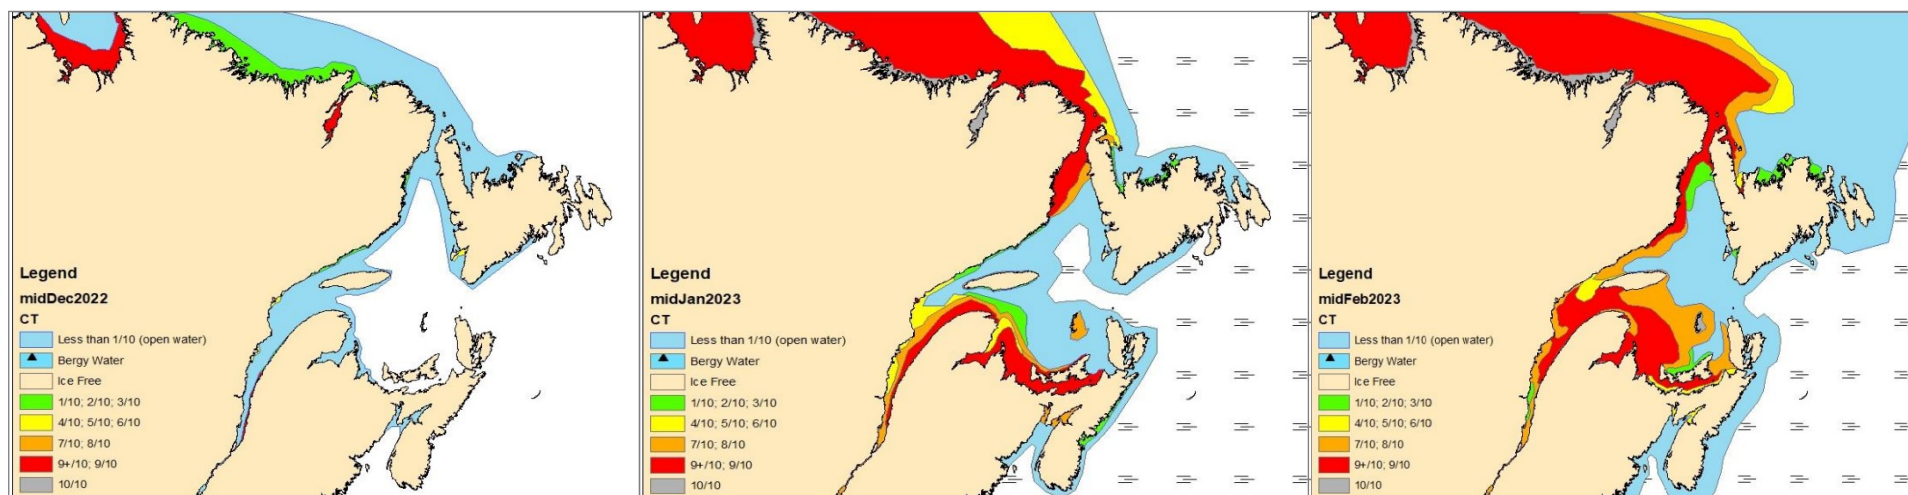 Legend
midDec2022
CT
Less than 1/10 (open water)
Bergy Water
Ice Free
1/10; 2/10; 3/10
4/10; 5/10; 6/10
7/10; 8/10
9+/10; 9/10
10/10
Legend
midJan2023
CT
Less than 1/10 (open water)
Bergy Water
Ice Free
1/10; 2/10; 3/10
4/10; 5/10; 6/10
7/10; 8/10
9+/10; 9/10
10/10
Legend
midFeb2023
CT
Less than 1/10 (open water)
Bergy Water
Ice Free
1/10; 2/10; 3/10
4/10; 5/10; 6/10
7/10; 8/10
9+/10; 9/10
10/10